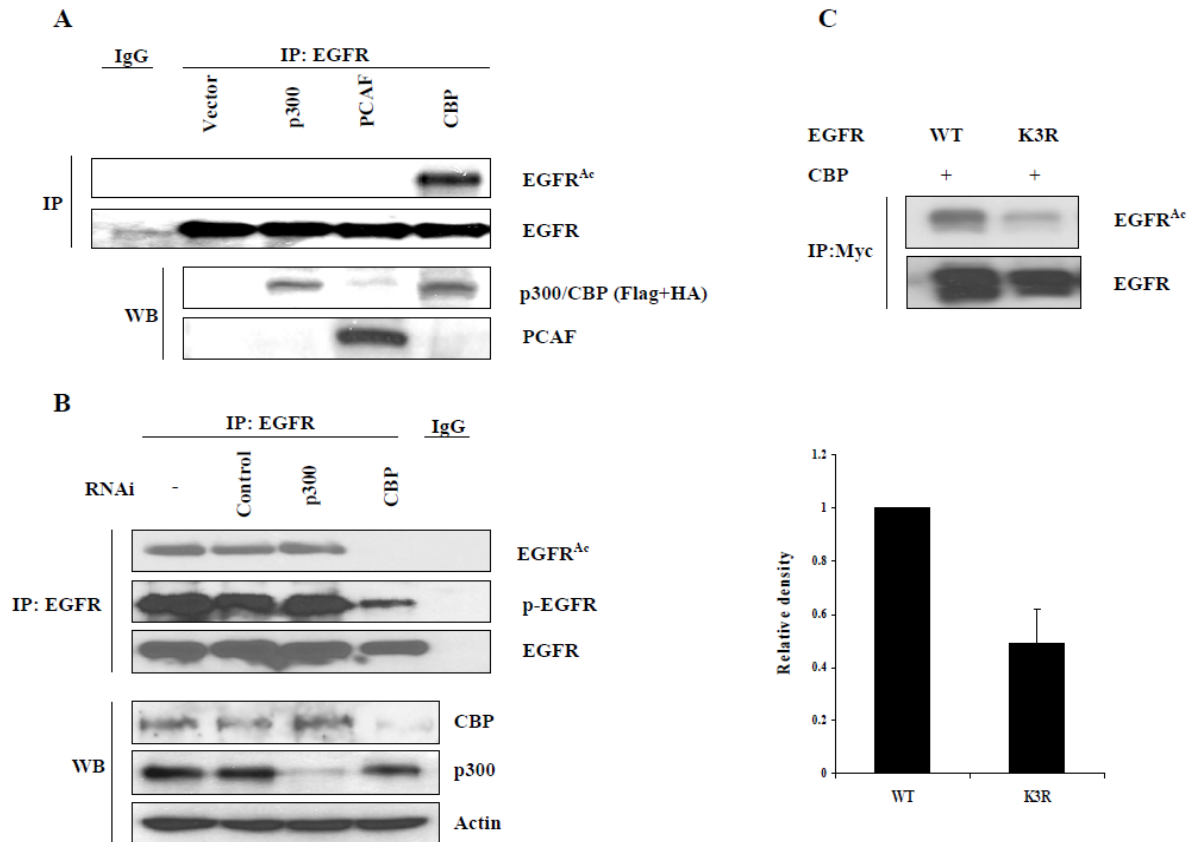 A
IgG
IP: EGFR
Vector
p300
PCAF
CBP
IP
EGFR^Ac
EGFR
WB
p300/CBP (Flag+HA)
PCAF
B
IP: EGFR
IgG
RNAi
-
Control
p300
CBP
IP: EGFR
EGFR^Ac
p-EGFR
EGFR
WB
CBP
p300
Actin
C
EGFR WT K3R
CBP + +
IP:Myc
EGFR^Ac
EGFR
Relative density
1.2
1
0.8
0.6
0.4
0.2
0
WT K3R